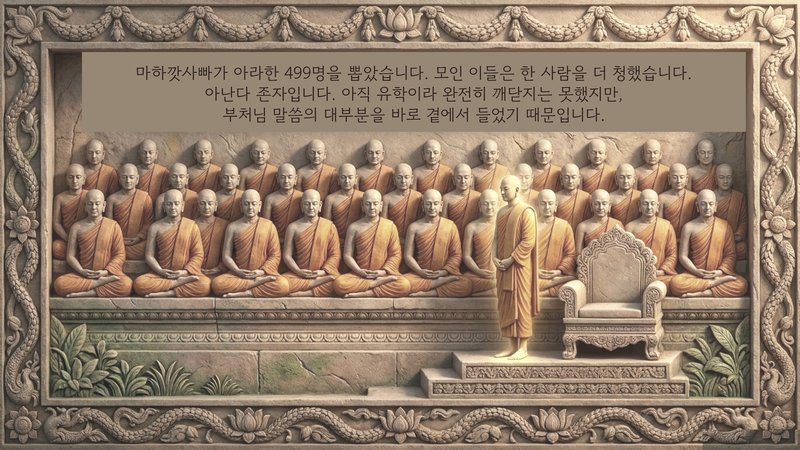 마하깟사빠가 아라한 499명을 뽑았습니다. 모인 이들은 한 사람을 더 청했습니다.
아난다 존자입니다. 아직 유학이라 완전히 깨닫지는 못했지만,
부처님 말씀의 대부분을 바로 곁에서 들었기 때문입니다.